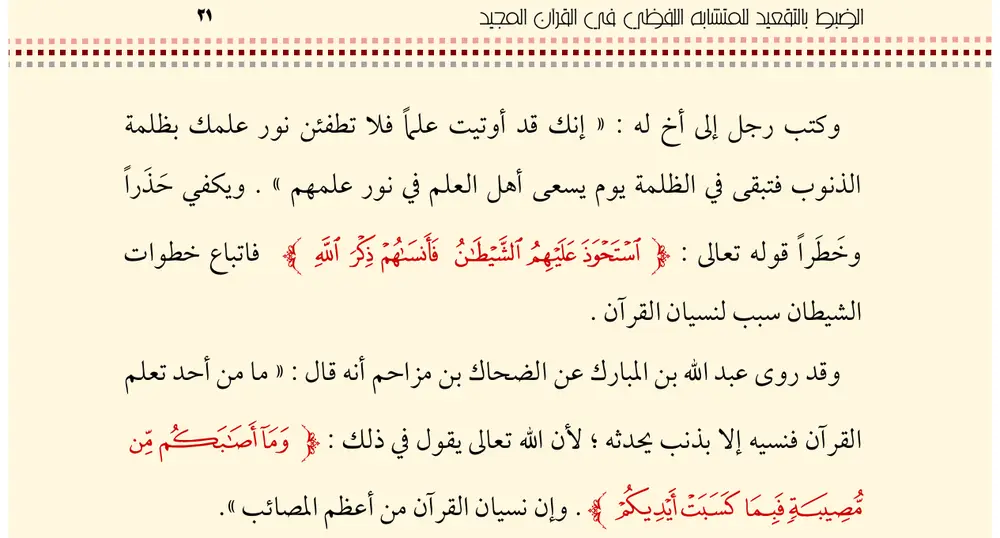 الضبط بالتقعيد للمتشابه اللفظي في القرآن المجيد ٢١
وكتب رجل إلى أخ له : « إنك قد أوتيت علماً فلا تطفئن نور علمك بظلمة
الذنوب فتبقى في الظلمة يوم يسعى أهل العلم في نور علمهم » . ويكفي حَذَراً
وخَطَراً قوله تعالى : ﴿ ٱسْتَحْوَذَ عَلَيْهِمُ ٱلشَّيْطَـٰنُ فَأَنسَىٰهُمْ ذِكْرَ ٱللَّهِ ﴾ فاتباع خطوات
الشيطان سبب لنسيان القرآن .
وقد روى عبد الله بن المبارك عن الضحاك بن مزاحم أنه قال : « ما من أحد تعلم
القرآن فنسيه إلا بذنب يحدثه ؛ لأن الله تعالى يقول في ذلك : ﴿ وَمَآ أَصَـٰبَكُم مِّن
مُّصِيبَةٍ فَبِمَا كَسَبَتْ أَيْدِيكُمْ ﴾ . وإن نسيان القرآن من أعظم المصائب ».